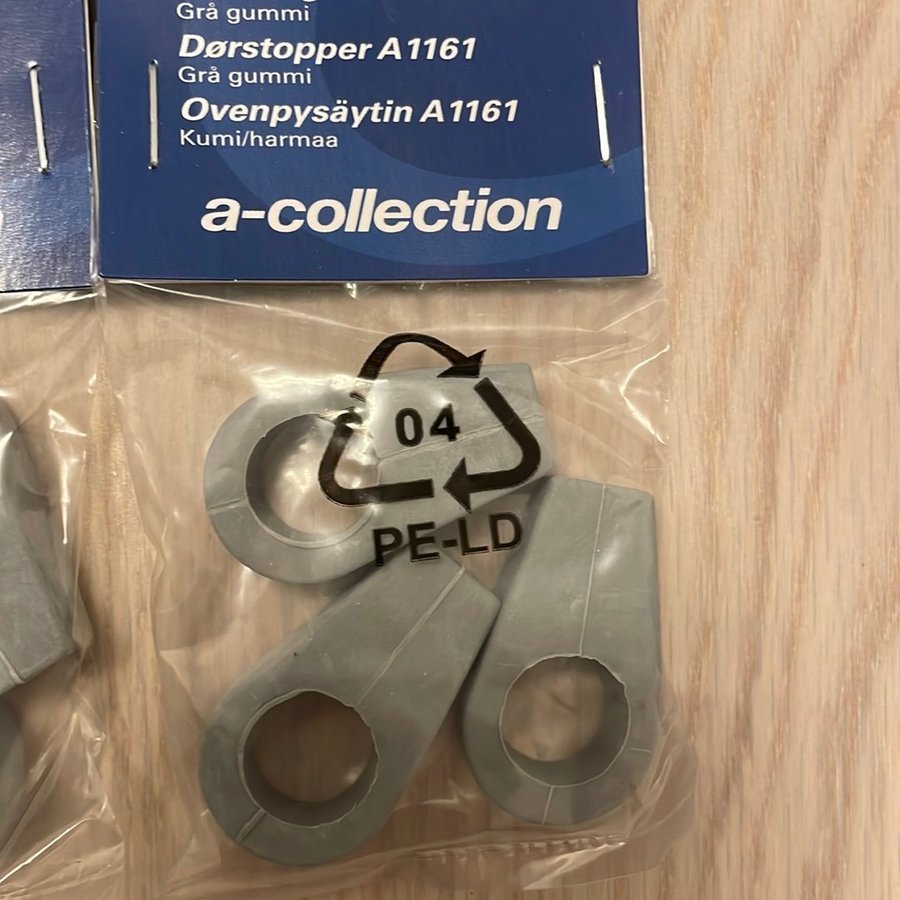 Grå gummi
Dørstopper A1161
Grå gummi
Ovenpysäytin A1161
Kumi/harmaa
a-collection
04
PE-LD